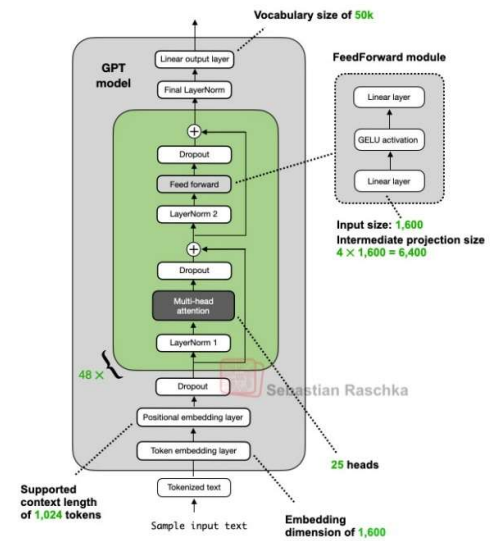 Vocabulary size of 50k
Linear output layer
GPT
model
Final LayerNorm
FeedForward module
Linear layer
GELU activation
Linear layer
Input size: 1,600
Intermediate projection size
4 × 1,600 = 6,400
+
Dropout
Feed forward
LayerNorm 2
+
Dropout
Multi-head
attention
LayerNorm 1
48 ×
Dropout
Sebastian Raschka
Positional embedding layer
Token embedding layer
25 heads
Tokenized text
Supported
context length
of 1,024 tokens
Sample input text
Embedding
dimension of 1,600